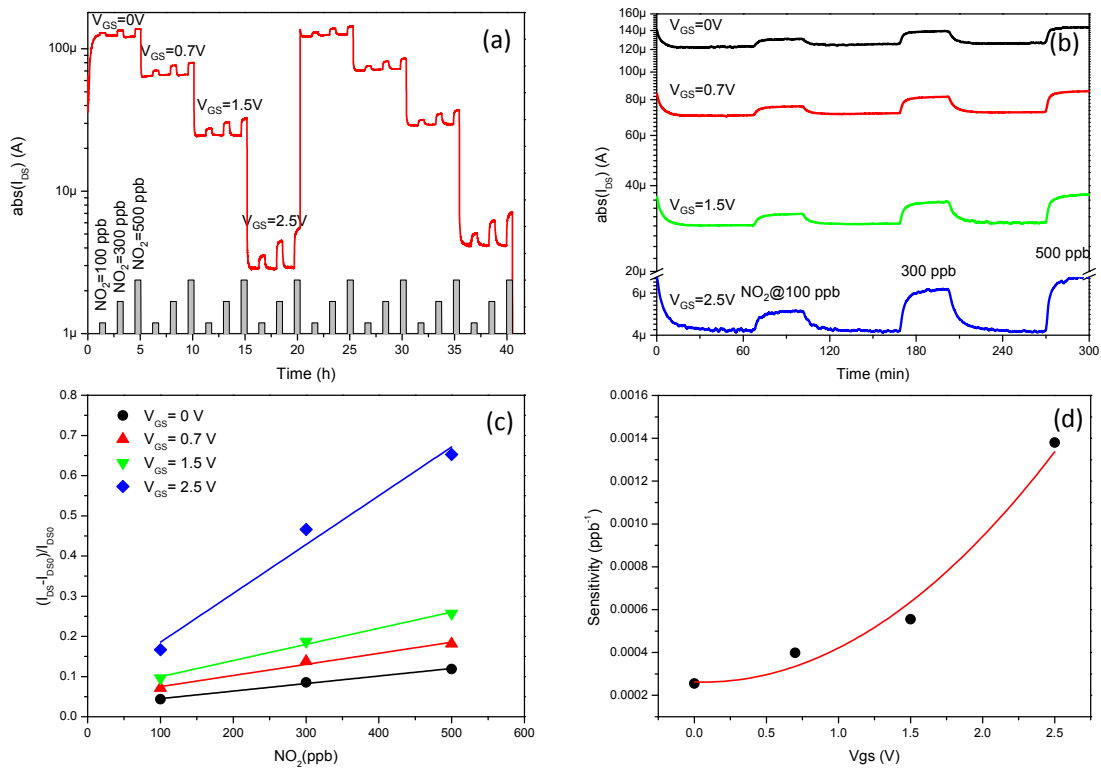 (a)
V_GS=0V
V_GS=0.7V
V_GS=1.5V
V_GS=2.5V
NO₂=100 ppb
NO₂=300 ppb
NO₂=500 ppb
100µ
10µ
1µ
abs(I_DS) (A)
0 5 10 15 20 25 30 35 40
Time (h)
(b)
V_GS=0V
V_GS=0.7V
V_GS=1.5V
V_GS=2.5V
NO₂@100 ppb
300 ppb
500 ppb
160µ
140µ
120µ
100µ
80µ
60µ
40µ
20µ
6µ
4µ
abs(I_DS) (A)
0 60 120 180 240 300
Time (min)
(c)
V_GS= 0 V
V_GS= 0.7 V
V_GS= 1.5 V
V_GS= 2.5 V
0.8
0.7
0.6
0.5
0.4
0.3
0.2
0.1
0.0
(I_DS-I_DS0)/I_DS0
0 100 200 300 400 500 600
NO₂(ppb)
(d)
0.0016
0.0014
0.0012
0.0010
0.0008
0.0006
0.0004
0.0002
Sensitivity (ppb⁻¹)
0.0 0.5 1.0 1.5 2.0 2.5
Vgs (V)